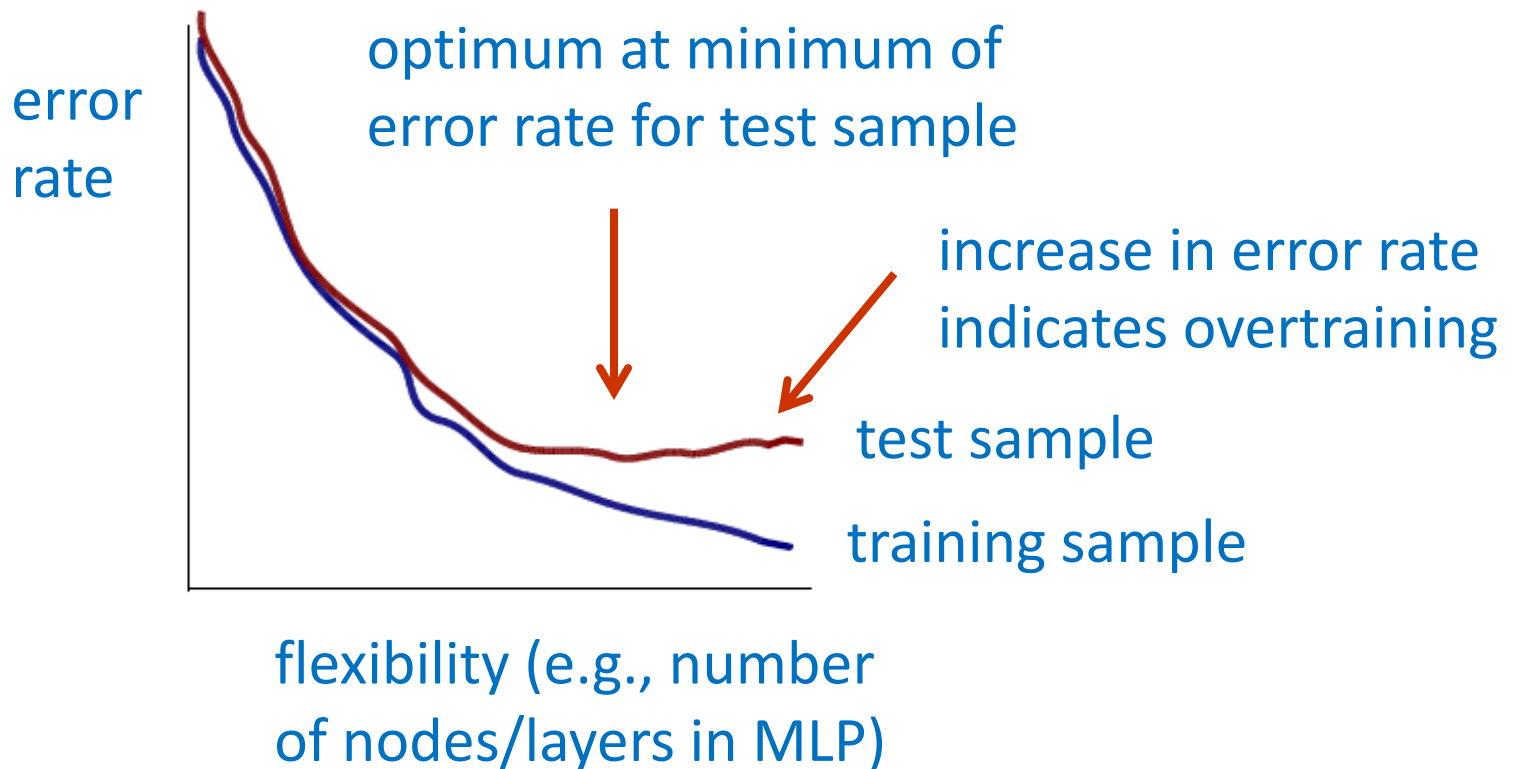 error
rate
optimum at minimum of
error rate for test sample
increase in error rate
indicates overtraining
test sample
training sample
flexibility (e.g., number
of nodes/layers in MLP)